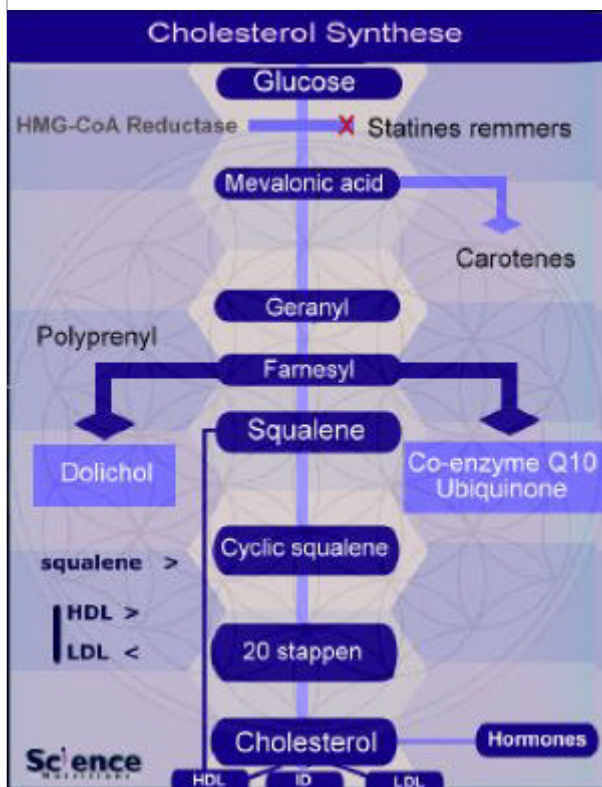 Cholesterol Synthese
Glucose
HMG-CoA Reductase X Statines remmers
Mevalonic acid
Carotenes
Geranyl
Polyprenyl
Farnesyl
Squalene
Dolichol
Co-enzyme Q10
Ubiquinone
Cyclic squalene
squalene >
HDL >
LDL <
20 stappen
Cholesterol
Hormones
Science
Nutritions
HDL ID LDL